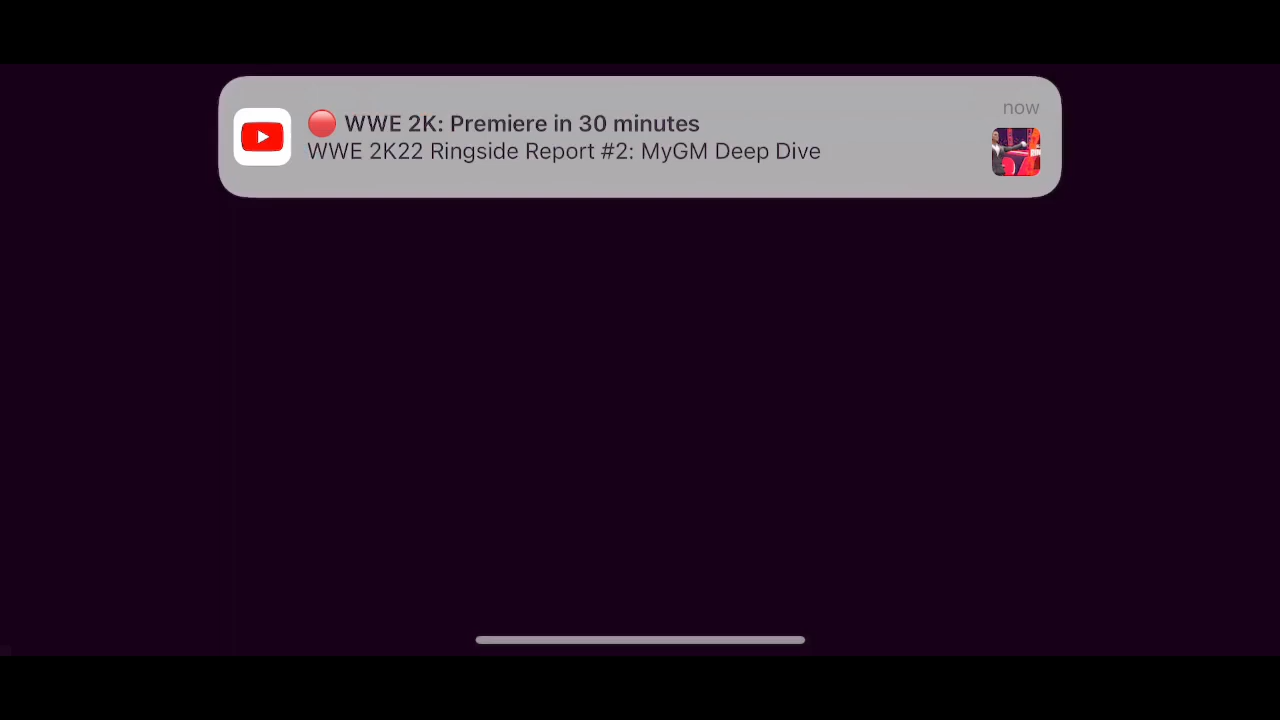 now
🔴 WWE 2K: Premiere in 30 minutes
WWE 2K22 Ringside Report #2: MyGM Deep Dive